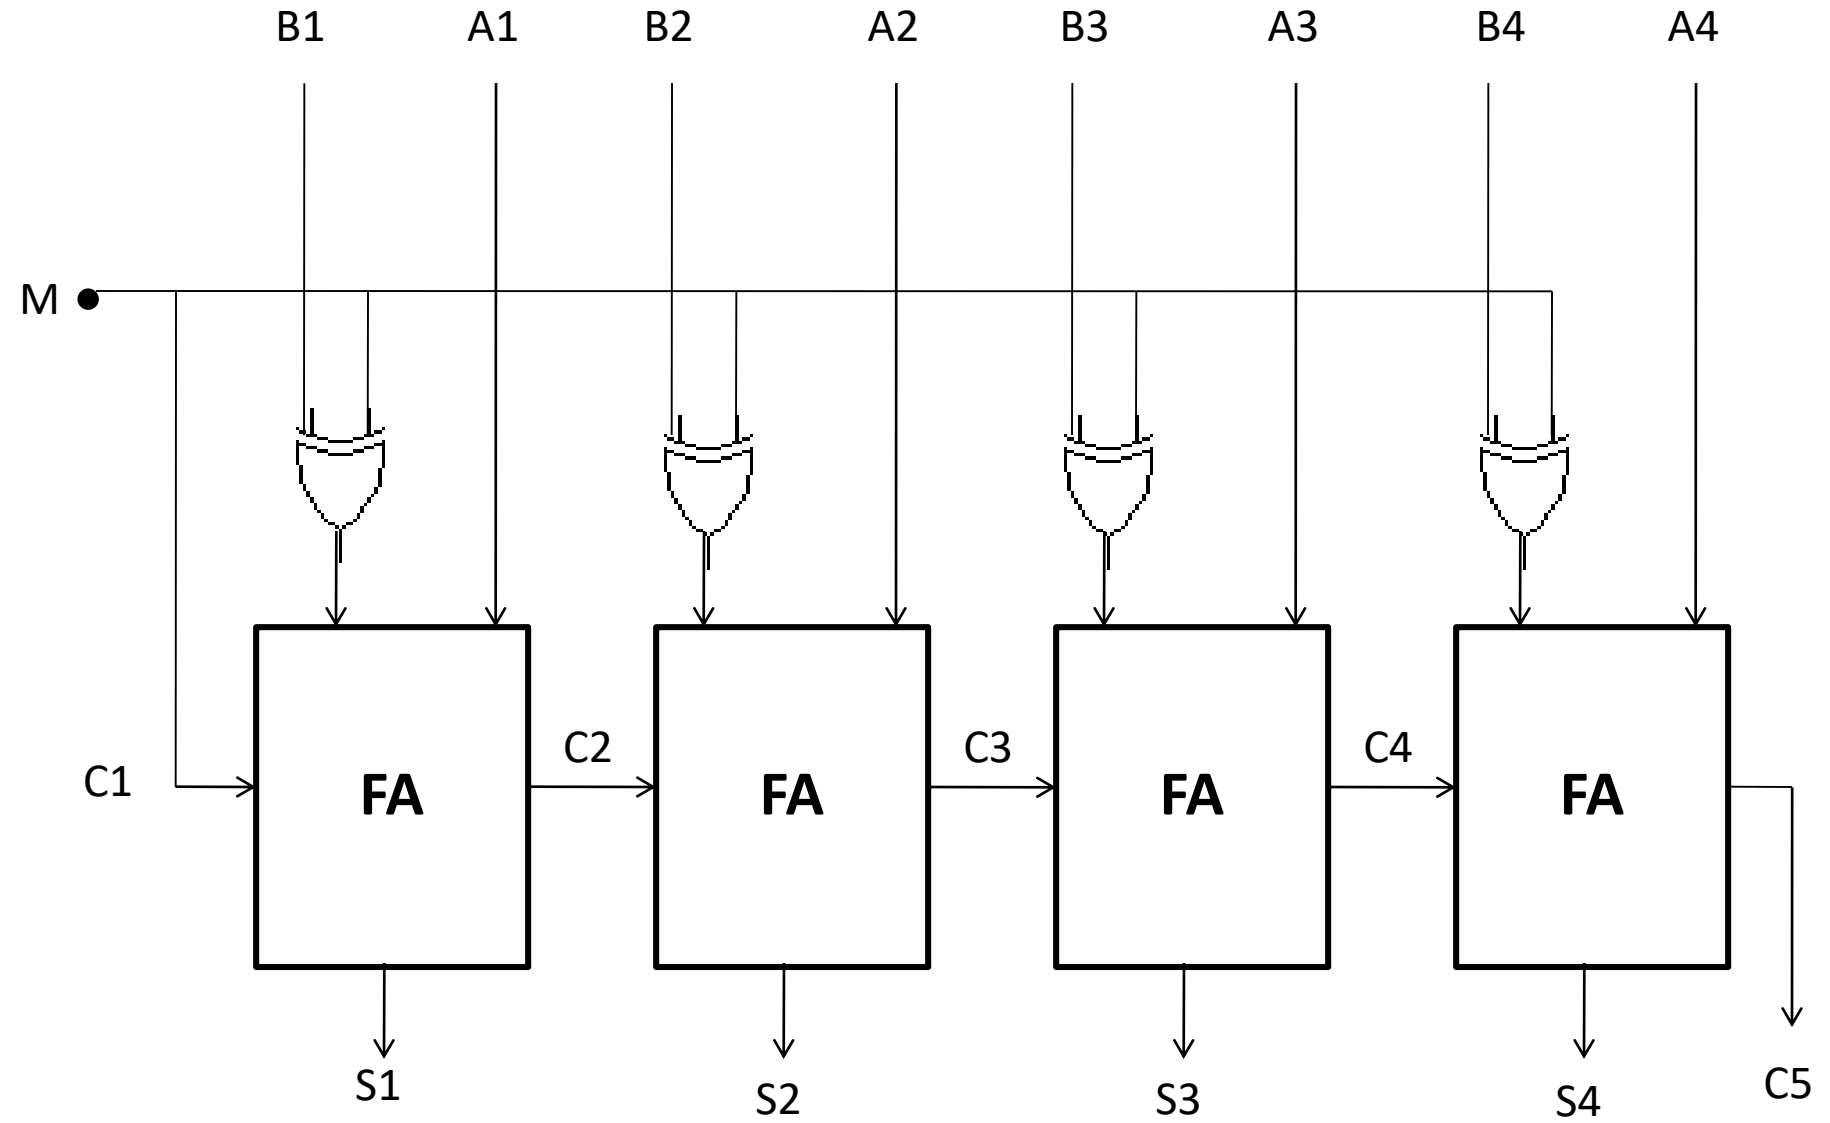 B1 A1 B2 A2 B3 A3 B4 A4
M
C2 C3 C4
C1 FA FA FA FA
S1 S2 S3 S4 C5